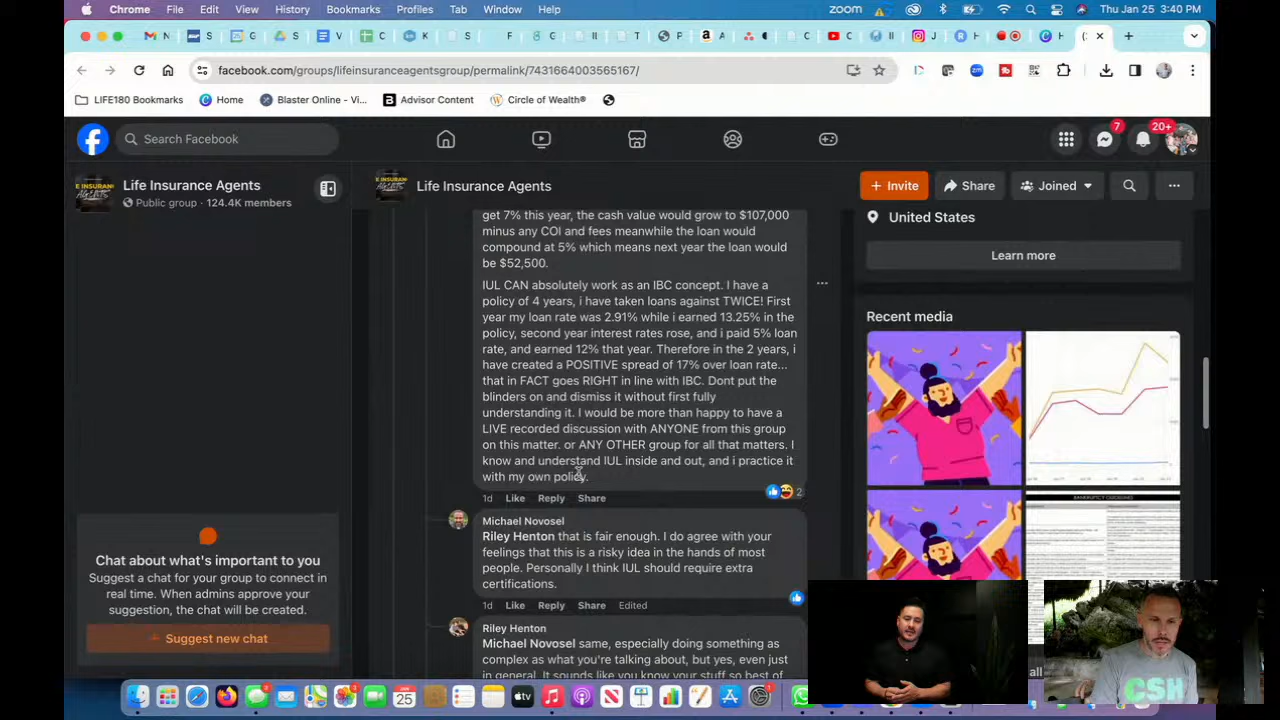 Chrome File Edit View History Bookmarks Profiles Tab Window Help
ZOOM
Thu Jan 25 3:40 PM
facebook.com/groups/lifeinsuranceagentsgroup/permalink/7431664003565167/
LIFE180 Bookmarks Home Blaster Online - Vi... Advisor Content Circle of Wealth®
Search Facebook
7
20+
Life Insurance Agents
Public group · 124.4K members
Life Insurance Agents
+ Invite
Share
Joined
get 7% this year, the cash value would grow to $107,000
minus any COI and fees meanwhile the loan would
compound at 5% which means next year the loan would
be $52,500.
IUL CAN absolutely work as an IBC concept. I have a
policy of 4 years, i have taken loans against TWICE! First
year my loan rate was 2.91% while i earned 13.25% in the
policy, second year interest rates rose, and i paid 5% loan
rate, and earned 12% that year. Therefore in the 2 years, i
have created a POSITIVE spread of 17% over loan rate...
that in FACT goes RIGHT in line with IBC. Dont put the
blinders on and dismiss it without first fully
understanding it. I would be more than happy to have a
LIVE recorded discussion with ANYONE from this group
on this matter. or ANY OTHER group for all that matters. I
know and understand IUL inside and out, and i practice it
with my own policy.
1d Like Reply Share
2
Michael Novosel
Riley Henton that is fair enough. I do agree with your
feelings that this is a risky idea in the hands of most
people. Personally I think IUL should require extra
certifications.
1d Like Reply Share Edited
Riley Henton
Michael Novosel Haha, especially doing something as
complex as what you're talking about, but yes, even just
in general. It sounds like you know your stuff so best of
United States
Learn more
Recent media
Chat about what's important to you
Suggest a chat for your group to connect in
real time. When admins approve your
suggestion, the chat will be created.
Suggest new chat
JAN
25
tv
CSH
all